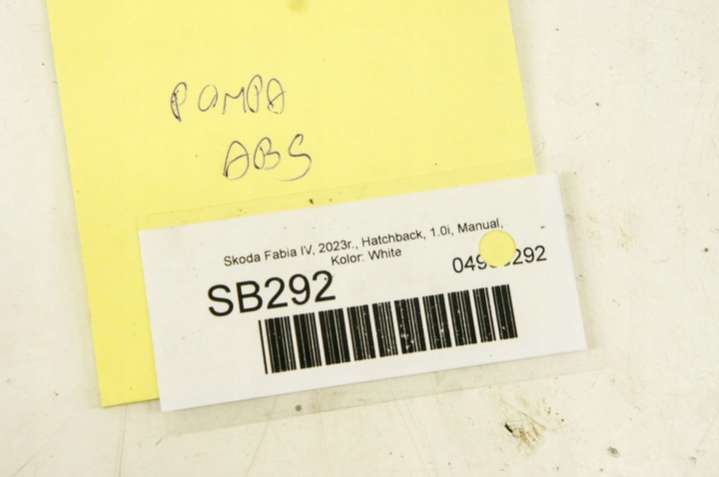 POMPA
ABS
Skoda Fabia IV, 2023r., Hatchback, 1.0i, Manual,
Kolor: White
SB292